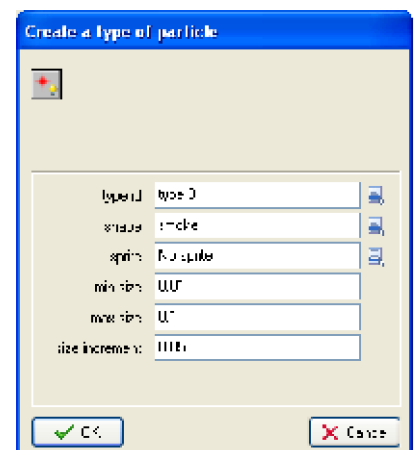 Create a type of particle
type id type 0
shape smoke
sprite No sprite
min size
max size
size increment
OK Cancel